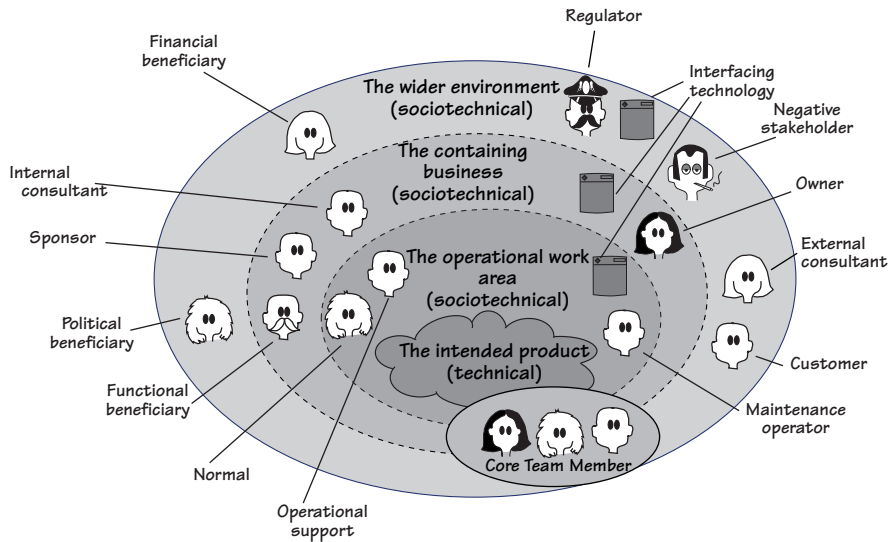 Regulator
Financial
beneficiary
The wider environment
(sociotechnical)
Interfacing
technology
Negative
stakeholder
The containing
business
(sociotechnical)
Internal
consultant
Owner
Sponsor
The operational work
area
(sociotechnical)
External
consultant
Political
beneficiary
The intended product
(technical)
Customer
Functional
beneficiary
Maintenance
operator
Core Team Member
Normal
Operational
support